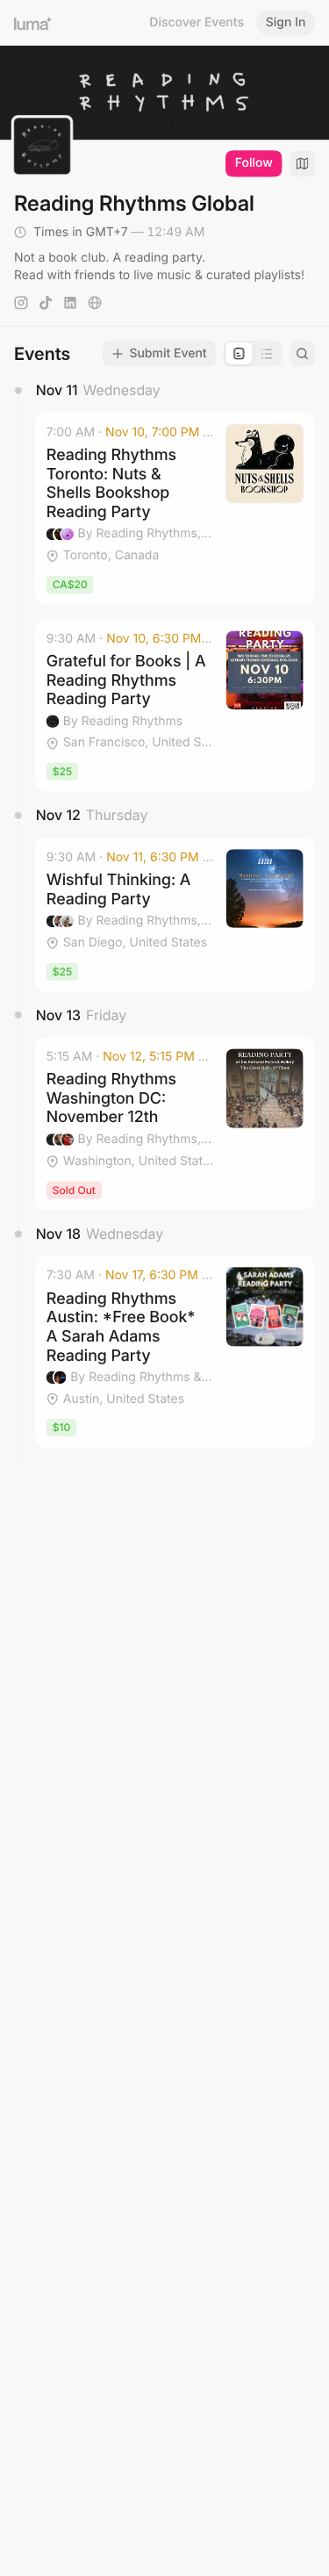 luma
Discover Events
Sign In
READING
RHYTHMS
READING
RHYTHMS
Follow
Reading Rhythms Global
Times in GMT+7 — 12:49 AM
Not a book club. A reading party.
Read with friends to live music & curated playlists!
Events
Submit Event
Nov 11 Wednesday
7:00 AM · Nov 10, 7:00 PM ...
Reading Rhythms
Toronto: Nuts &
Shells Bookshop
Reading Party
By Reading Rhythms,...
Toronto, Canada
CA$20
NUTS & SHELLS
BOOKSHOP
9:30 AM · Nov 10, 6:30 PM...
Grateful for Books | A
Reading Rhythms
Reading Party
By Reading Rhythms
San Francisco, United S...
$25
READING
PARTY
NOV 10
6:30PM
Nov 12 Thursday
9:30 AM · Nov 11, 6:30 PM ...
Wishful Thinking: A
Reading Party
By Reading Rhythms,...
San Diego, United States
$25
11:11
Nov 13 Friday
5:15 AM · Nov 12, 5:15 PM ...
Reading Rhythms
Washington DC:
November 12th
By Reading Rhythms,...
Washington, United Stat...
Sold Out
READING PARTY
at the National Portrait Gallery
Nov 18 Wednesday
7:30 AM · Nov 17, 6:30 PM ...
Reading Rhythms
Austin: *Free Book*
A Sarah Adams
Reading Party
By Reading Rhythms &...
Austin, United States
$10
A SARAH ADAMS
READING PARTY